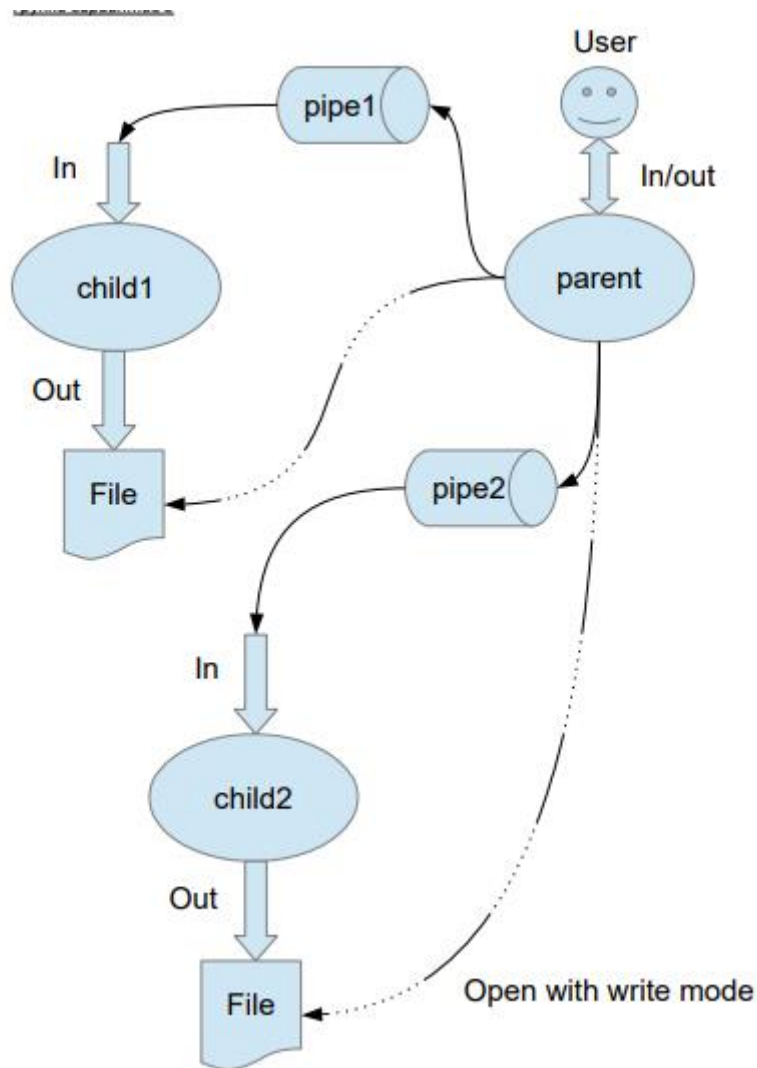 User
pipe1
In
In/out
child1
parent
Out
File
pipe2
In
child2
Out
File
Open with write mode